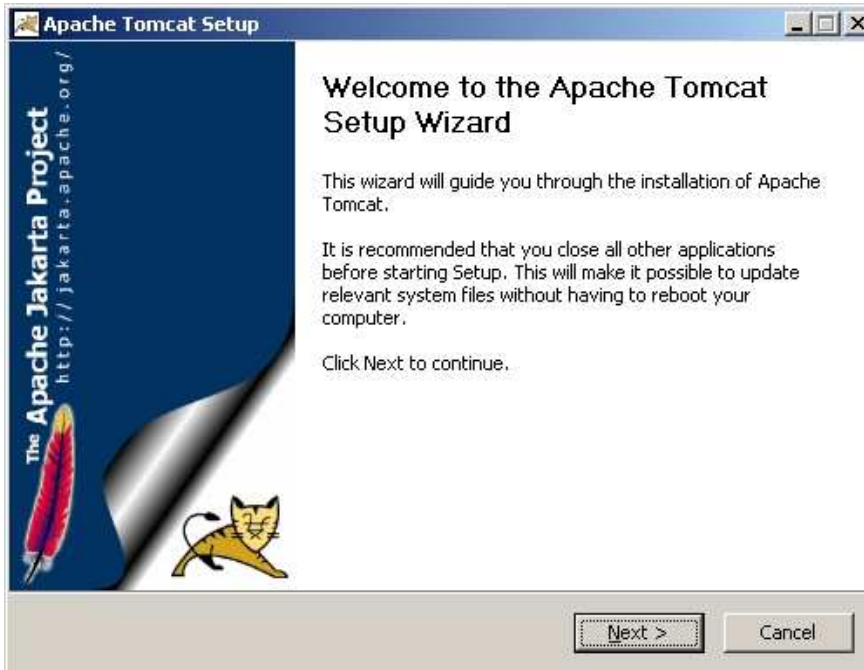 Apache Tomcat Setup
The Apache Jakarta Project
http://jakarta.apache.org/
Welcome to the Apache Tomcat
Setup Wizard
This wizard will guide you through the installation of Apache
Tomcat.
It is recommended that you close all other applications
before starting Setup. This will make it possible to update
relevant system files without having to reboot your
computer.
Click Next to continue.
Next >
Cancel